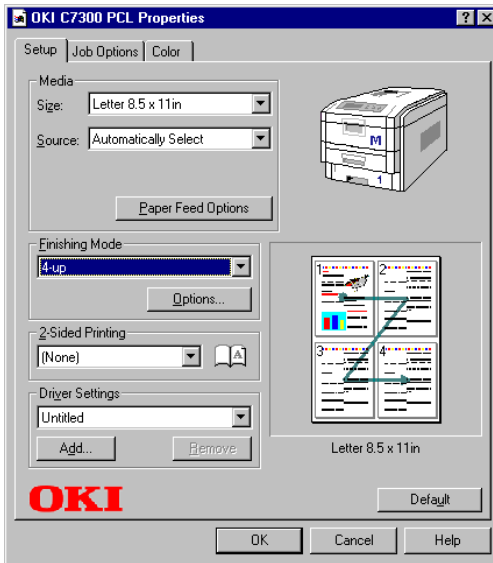 OKI C7300 PCL Properties
Setup
Job Options
Color
Media
Size: Letter 8.5 x 11in
Source: Automatically Select
Paper Feed Options
M
1
Finishing Mode
4-up
Options...
2-Sided Printing
(None)
A
Driver Settings
Untitled
Add...
Remove
1
2
3
4
Letter 8.5 x 11in
OKI
Default
OK
Cancel
Help